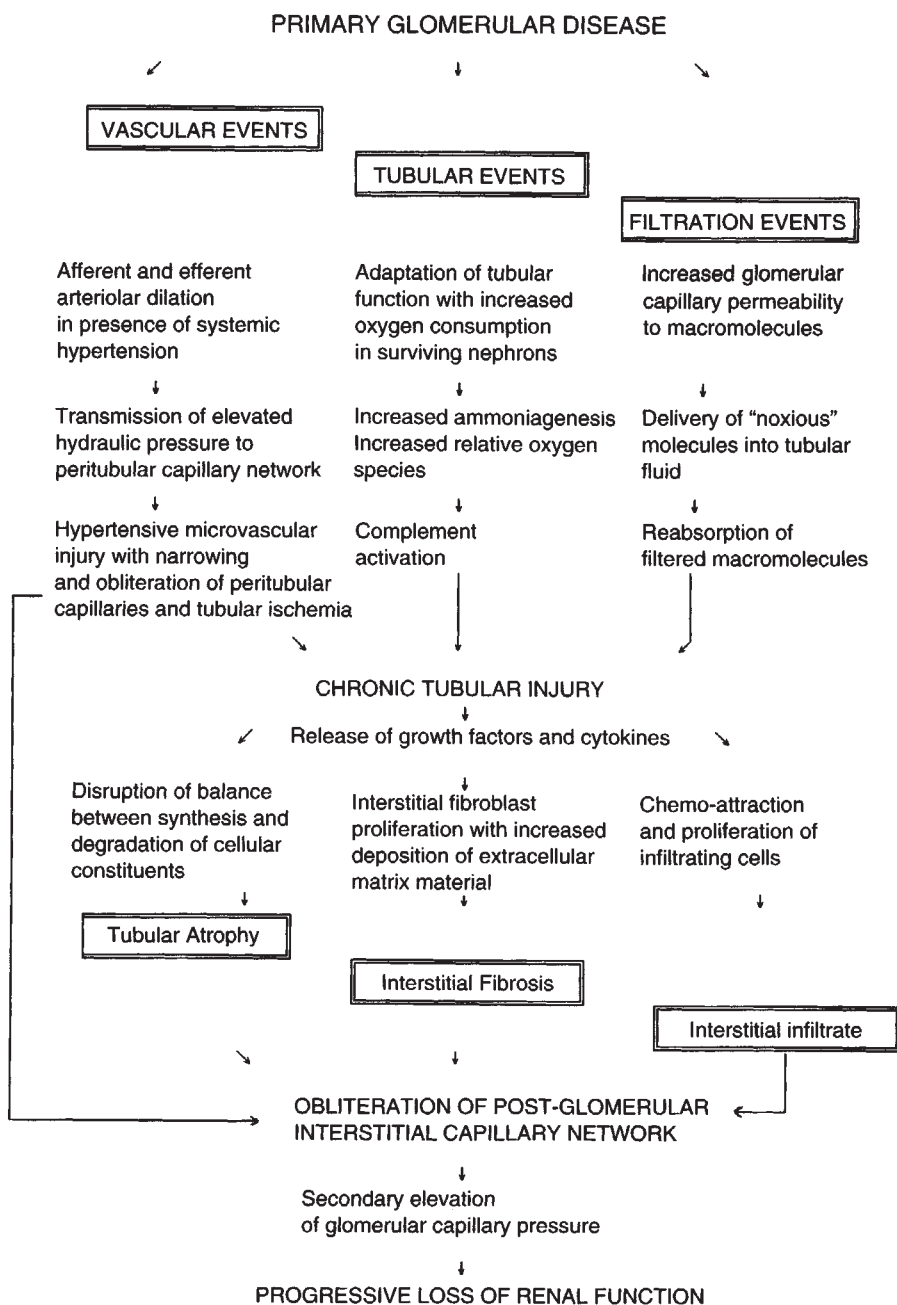 PRIMARY GLOMERULAR DISEASE
VASCULAR EVENTS
TUBULAR EVENTS
FILTRATION EVENTS
Afferent and efferent
arteriolar dilation
in presence of systemic
hypertension
Transmission of elevated
hydraulic pressure to
peritubular capillary network
Hypertensive microvascular
injury with narrowing
and obliteration of peritubular
capillaries and tubular ischemia
Adaptation of tubular
function with increased
oxygen consumption
in surviving nephrons
Increased ammoniagenesis
Increased relative oxygen
species
Complement
activation
Increased glomerular
capillary permeability
to macromolecules
Delivery of “noxious”
molecules into tubular
fluid
Reabsorption of
filtered macromolecules
CHRONIC TUBULAR INJURY
Release of growth factors and cytokines
Disruption of balance
between synthesis and
degradation of cellular
constituents
Tubular Atrophy
Interstitial fibroblast
proliferation with increased
deposition of extracellular
matrix material
Interstitial Fibrosis
Chemo-attraction
and proliferation of
infiltrating cells
Interstitial infiltrate
OBLITERATION OF POST-GLOMERULAR
INTERSTITIAL CAPILLARY NETWORK
Secondary elevation
of glomerular capillary pressure
PROGRESSIVE LOSS OF RENAL FUNCTION